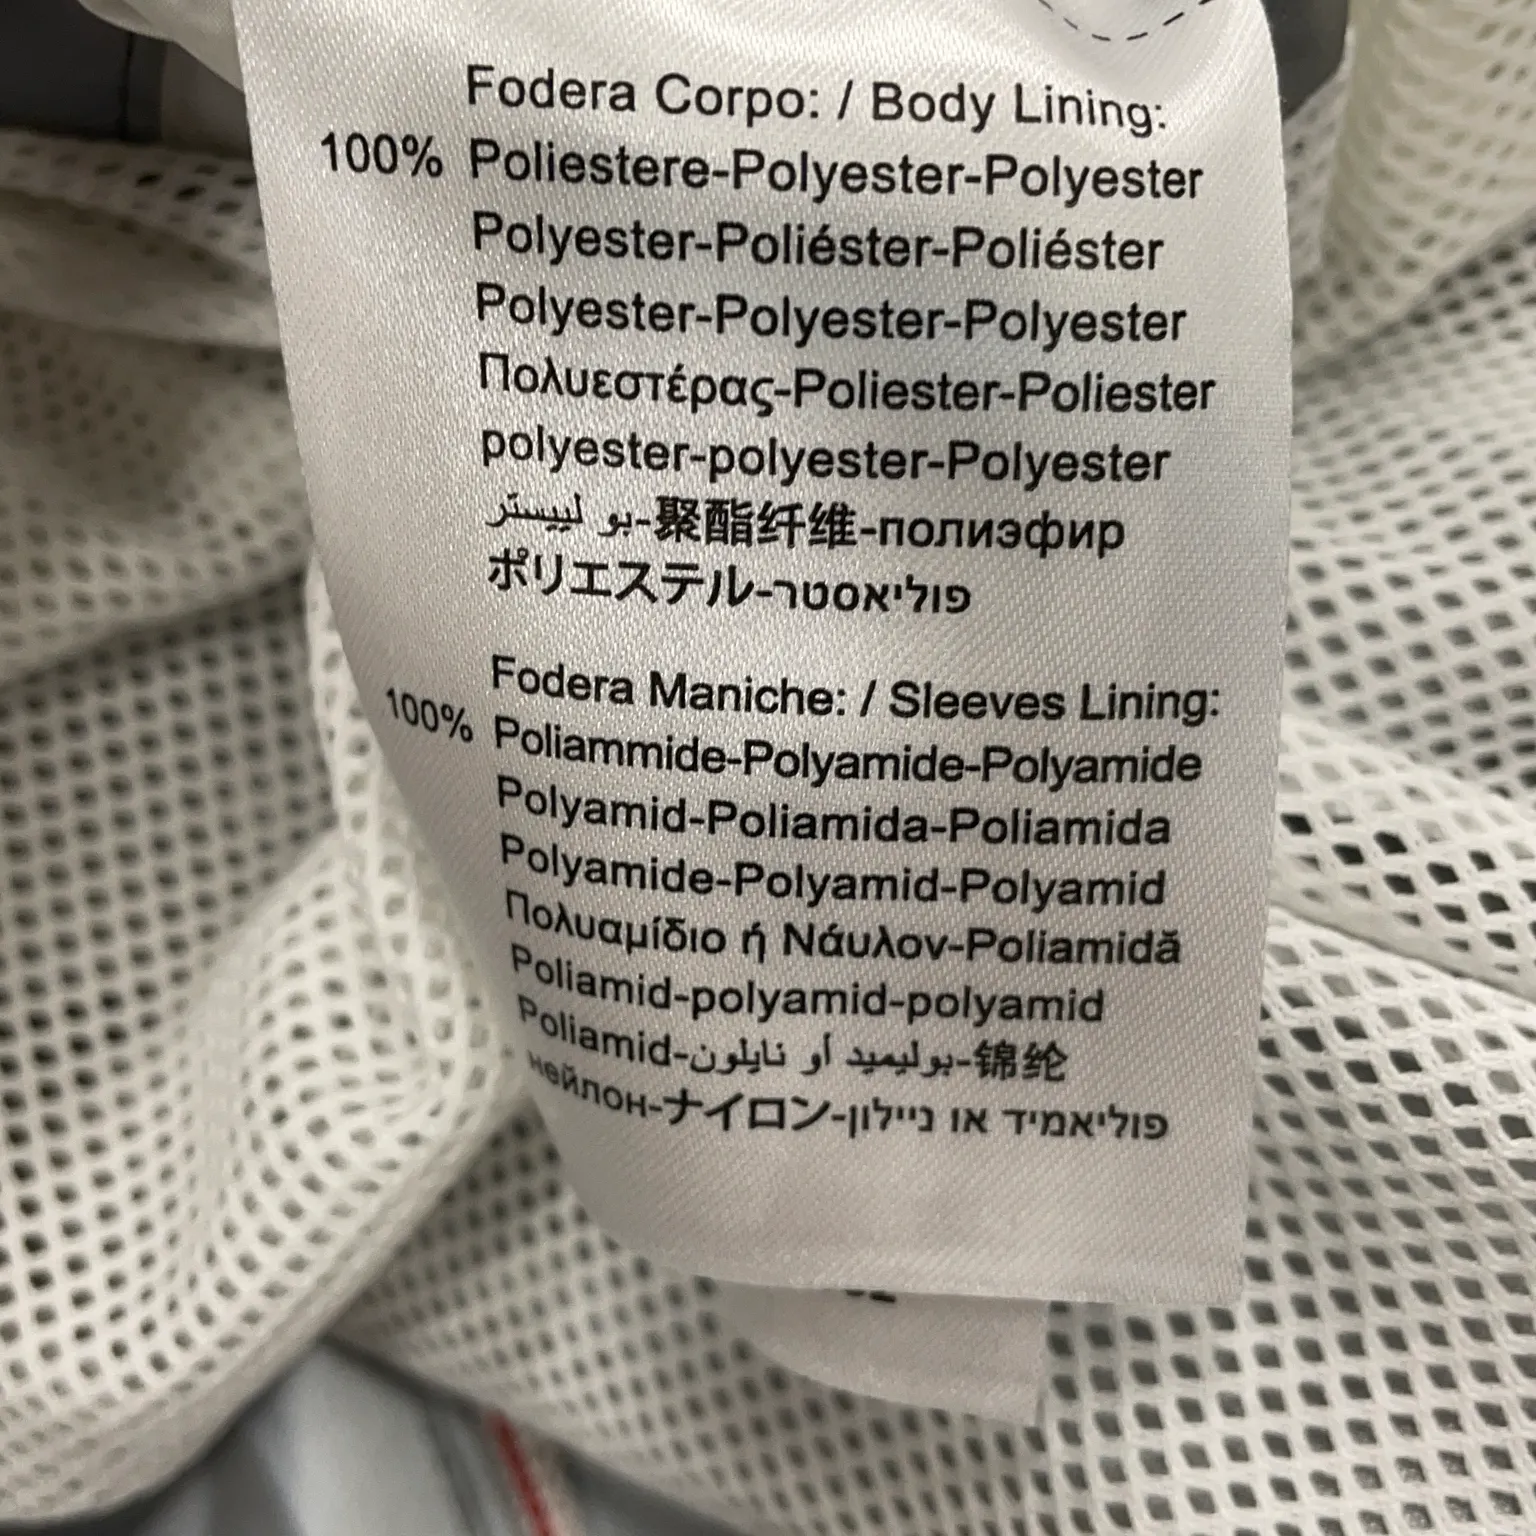 Fodera Corpo: / Body Lining:
100% Poliestere-Polyester-Polyester
Polyester-Poliéster-Poliéster
Polyester-Polyester-Polyester
Πολυεστέρας-Poliester-Poliester
polyester-polyester-Polyester
بو لييستر-聚酯纤维-полиэфир
ポリエステル-פוליאסטר
Fodera Maniche: / Sleeves Lining:
100% Poliammide-Polyamide-Polyamide
Polyamid-Poliamida-Poliamida
Polyamide-Polyamid-Polyamid
Πολυαμίδιο ή Νάυλον-Poliamidă
Poliamid-polyamid-polyamid
Poliamid-بوليميد أو نايلون-锦纶
нейлон-ナイロン-פוליאמיד או ניילון